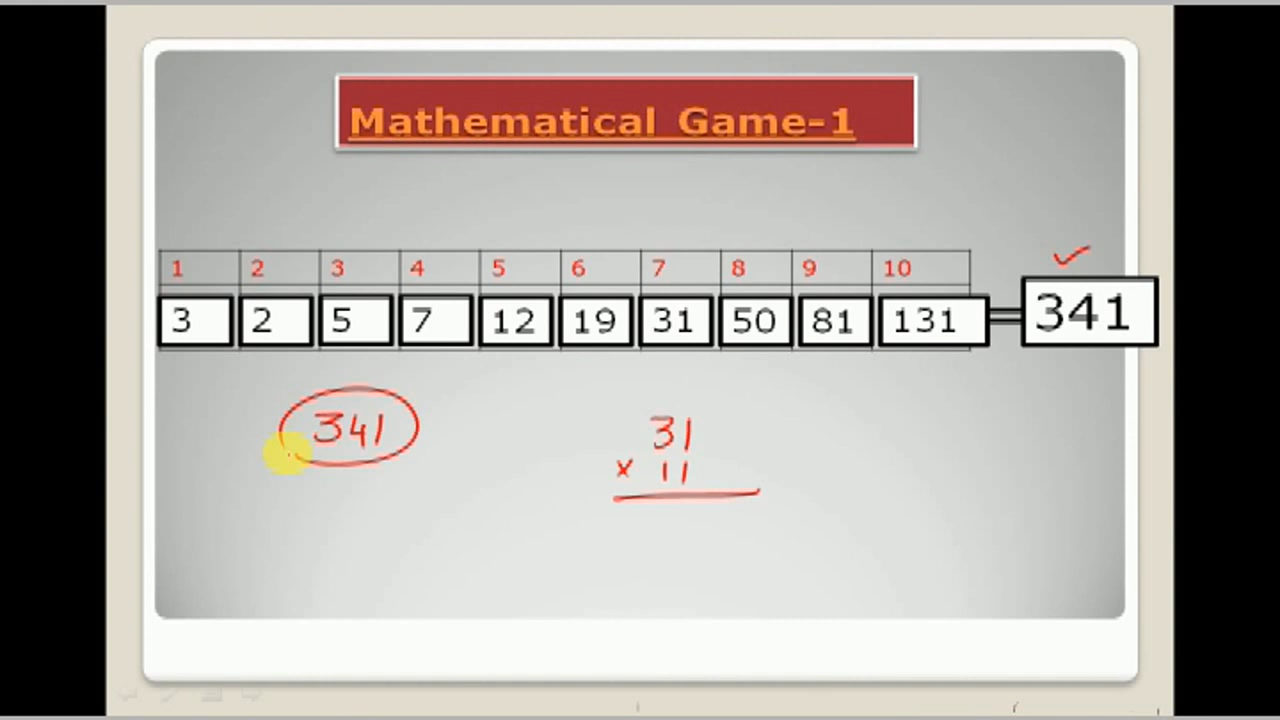 Mathematical Game-1
1 2 3 4 5 6 7 8 9 10
3 2 5 7 12 19 31 50 81 131 = 341
341
31
x 11